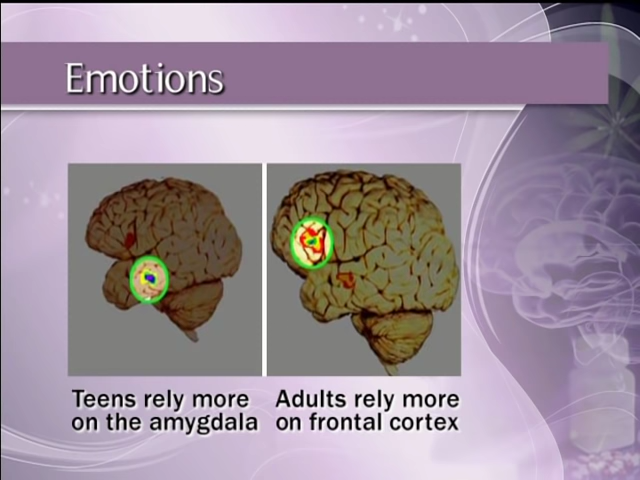 Emotions
Teens rely more
on the amygdala
Adults rely more
on frontal cortex